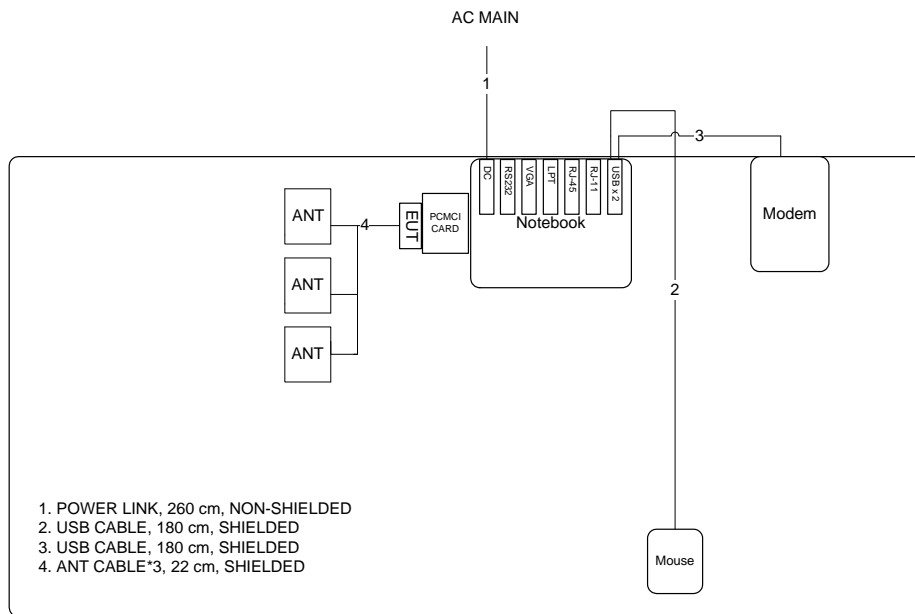 AC MAIN
1
3
DC
RS232
VGA
LPT
RJ-45
RJ-11
USB x 2
Notebook
Modem
ANT
4
EUT
PCMCI
CARD
ANT
2
ANT
1. POWER LINK, 260 cm, NON-SHIELDED
2. USB CABLE, 180 cm, SHIELDED
3. USB CABLE, 180 cm, SHIELDED
4. ANT CABLE*3, 22 cm, SHIELDED
Mouse